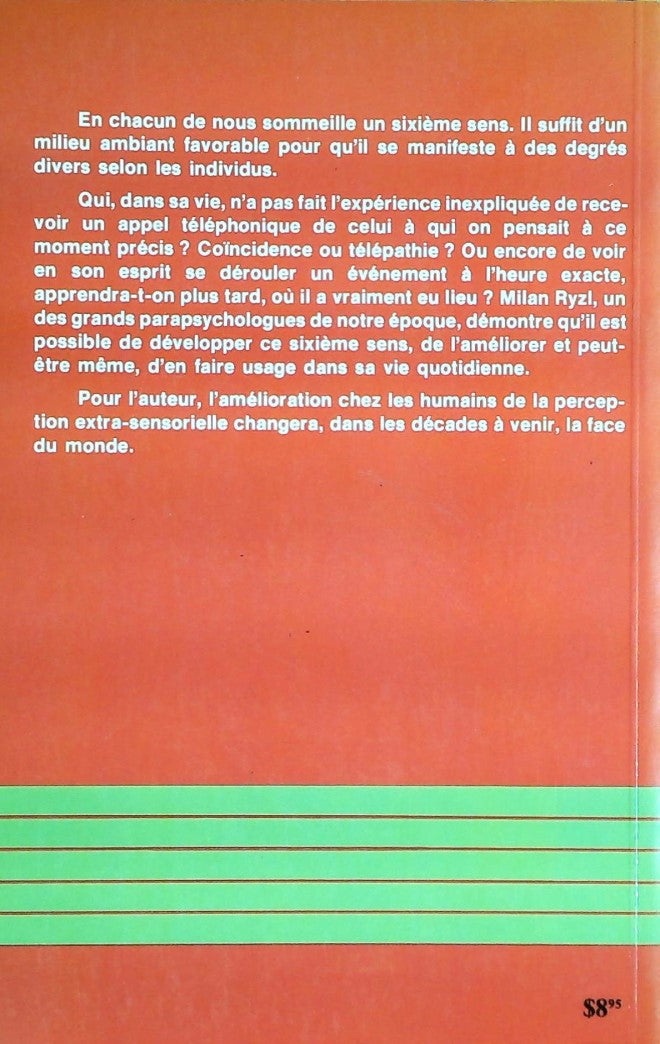 En chacun de nous sommeille un sixième sens. Il suffit d'un
milieu ambiant favorable pour qu'il se manifeste à des degrés
divers selon les individus.
Qui, dans sa vie, n'a pas fait l'expérience inexpliquée de rece-
voir un appel téléphonique de celui à qui on pensait à ce
moment précis ? Coïncidence ou télépathie ? Ou encore de voir
en son esprit se dérouler un événement à l'heure exacte,
apprendra-t-on plus tard, où il a vraiment eu lieu ? Milan Ryzl, un
des grands parapsychologues de notre époque, démontre qu'il est
possible de développer ce sixième sens, de l'améliorer et peut-
être même, d'en faire usage dans sa vie quotidienne.
Pour l'auteur, l'amélioration chez les humains de la percep-
tion extra-sensorielle changera, dans les décades à venir, la face
du monde.
$8⁹⁵